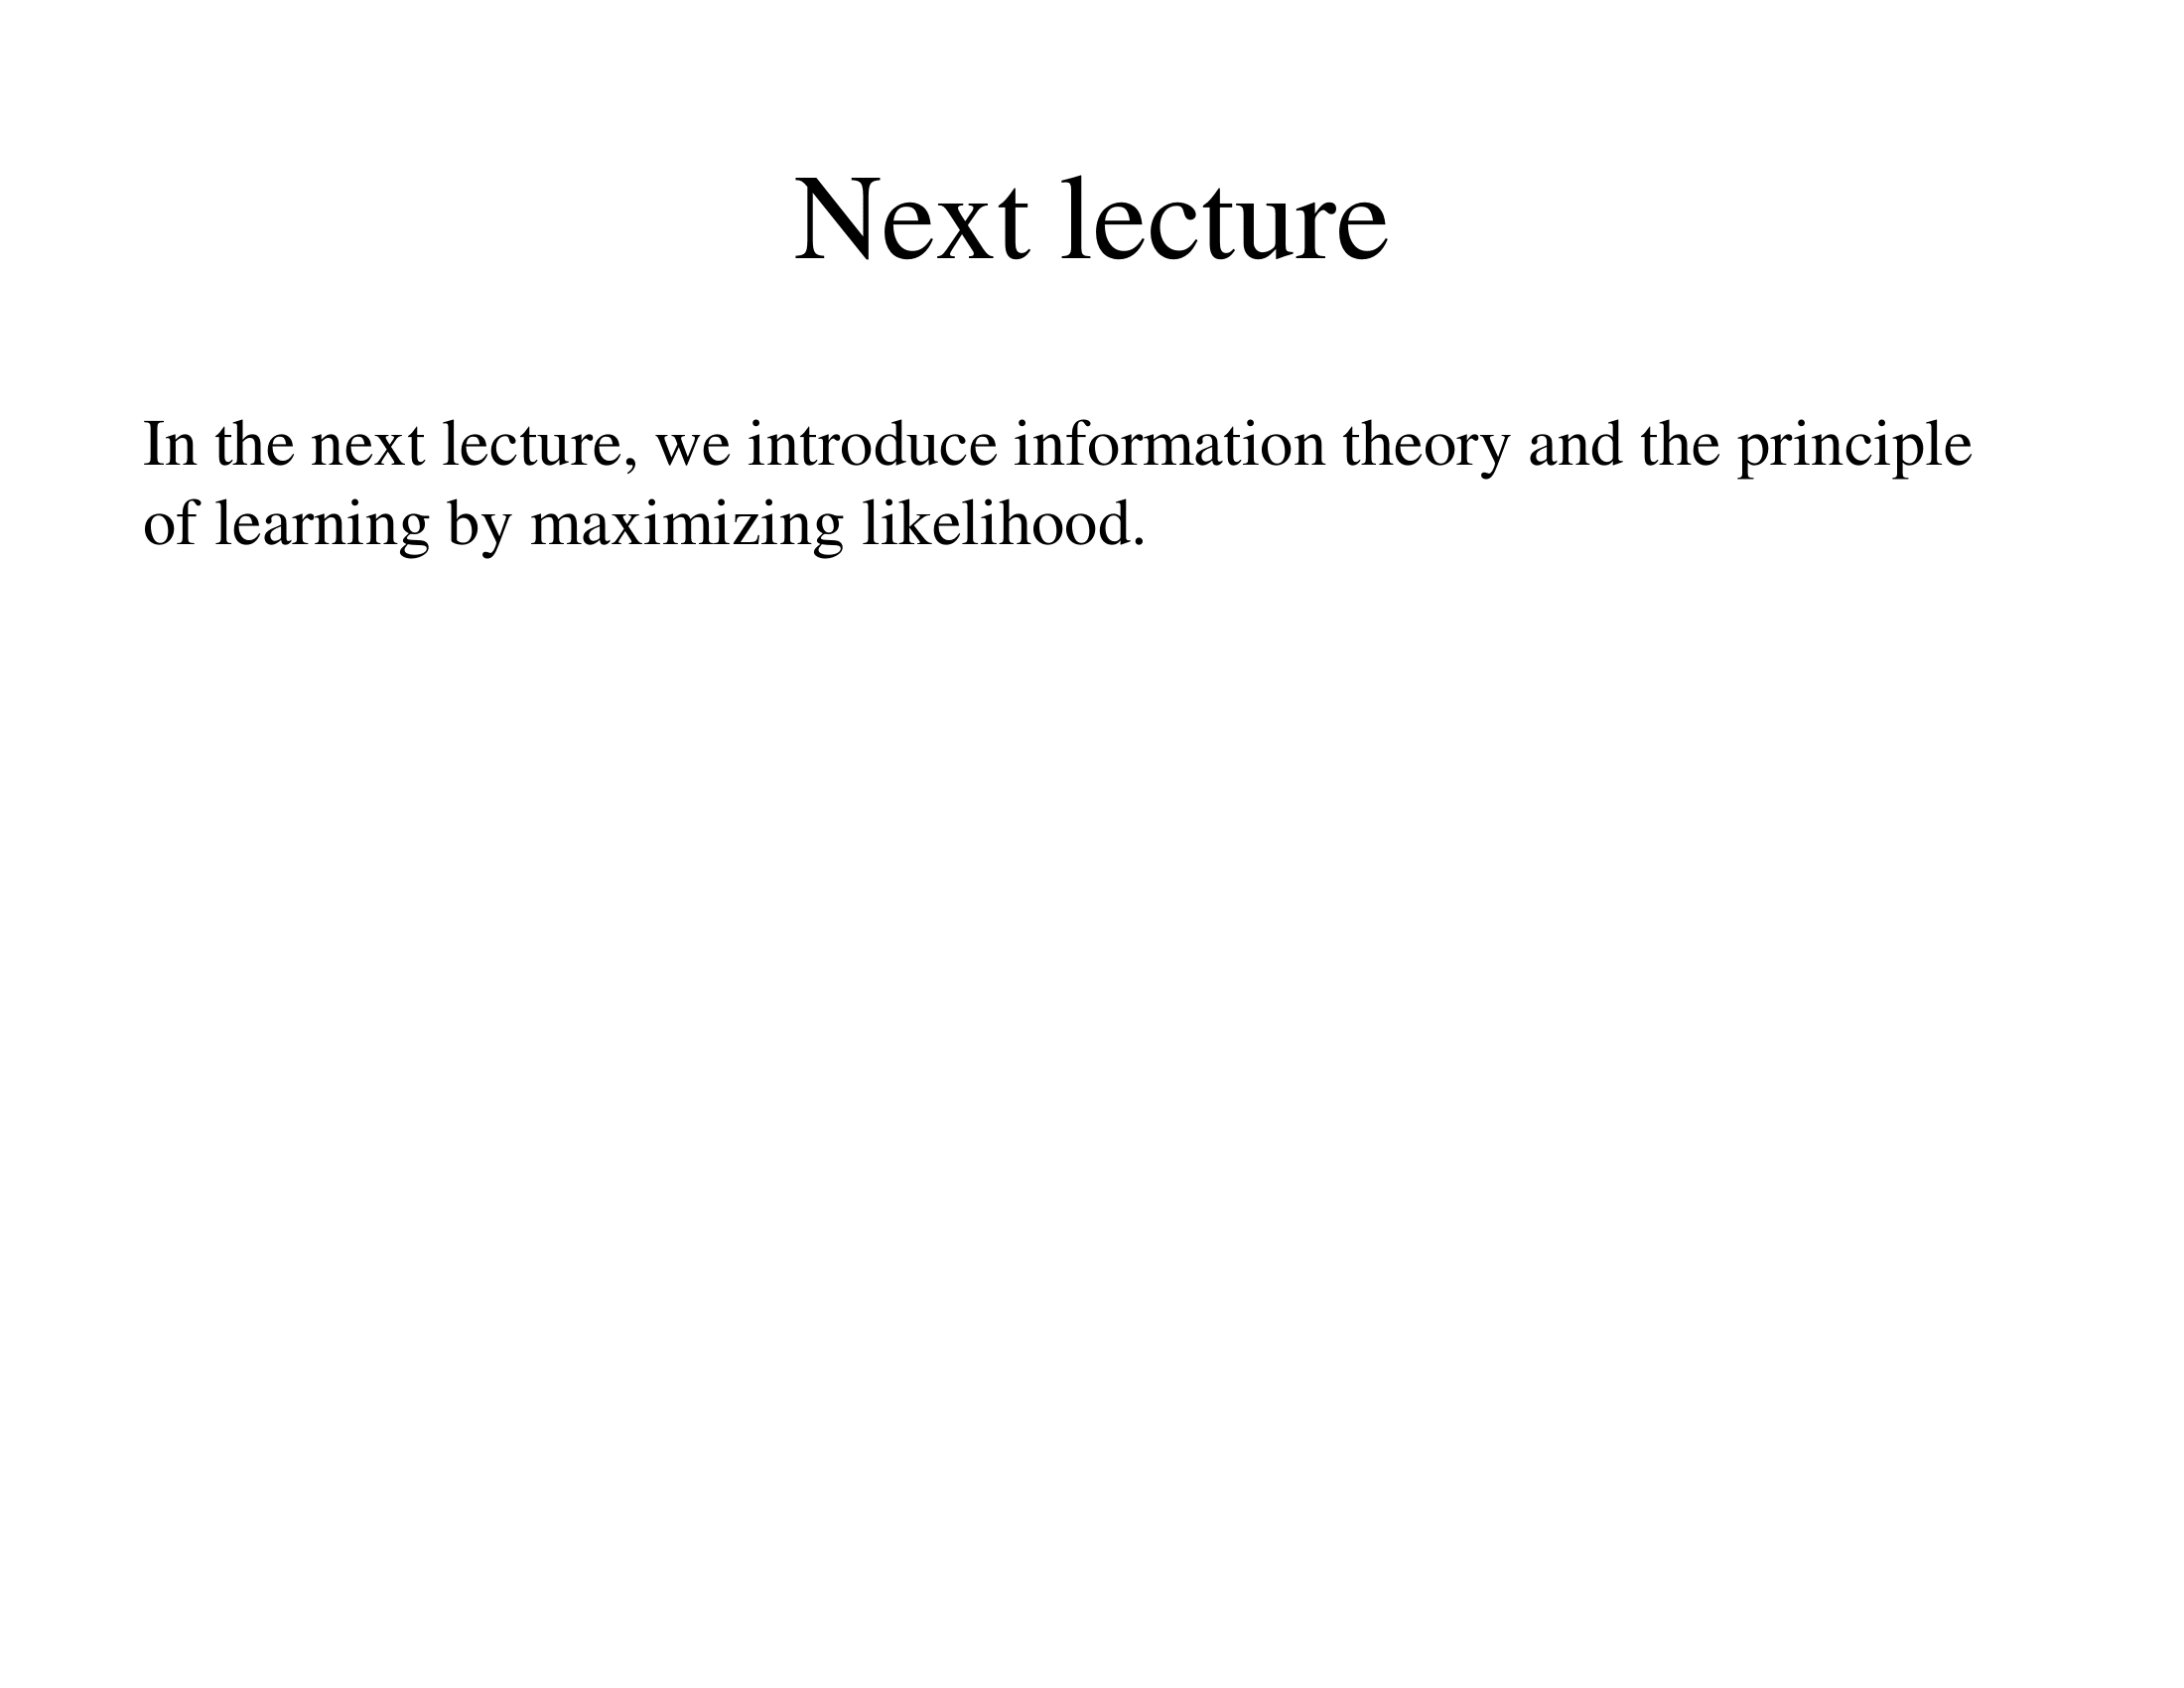 Next lecture
In the next lecture, we introduce information theory and the principle
of learning by maximizing likelihood.